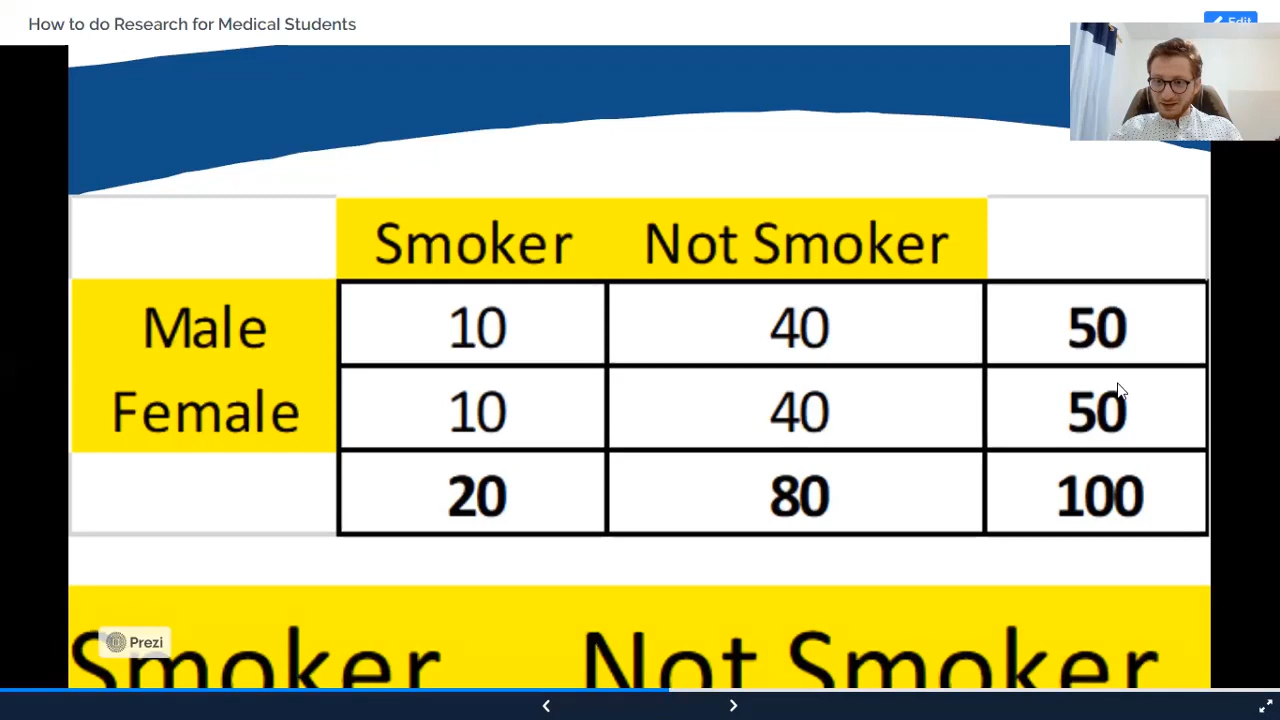 How to do Research for Medical Students
Edit
Smoker Not Smoker
Male 10 40 50
Female 10 40 50
20 80 100
Prezi
Smoker Not Smoker